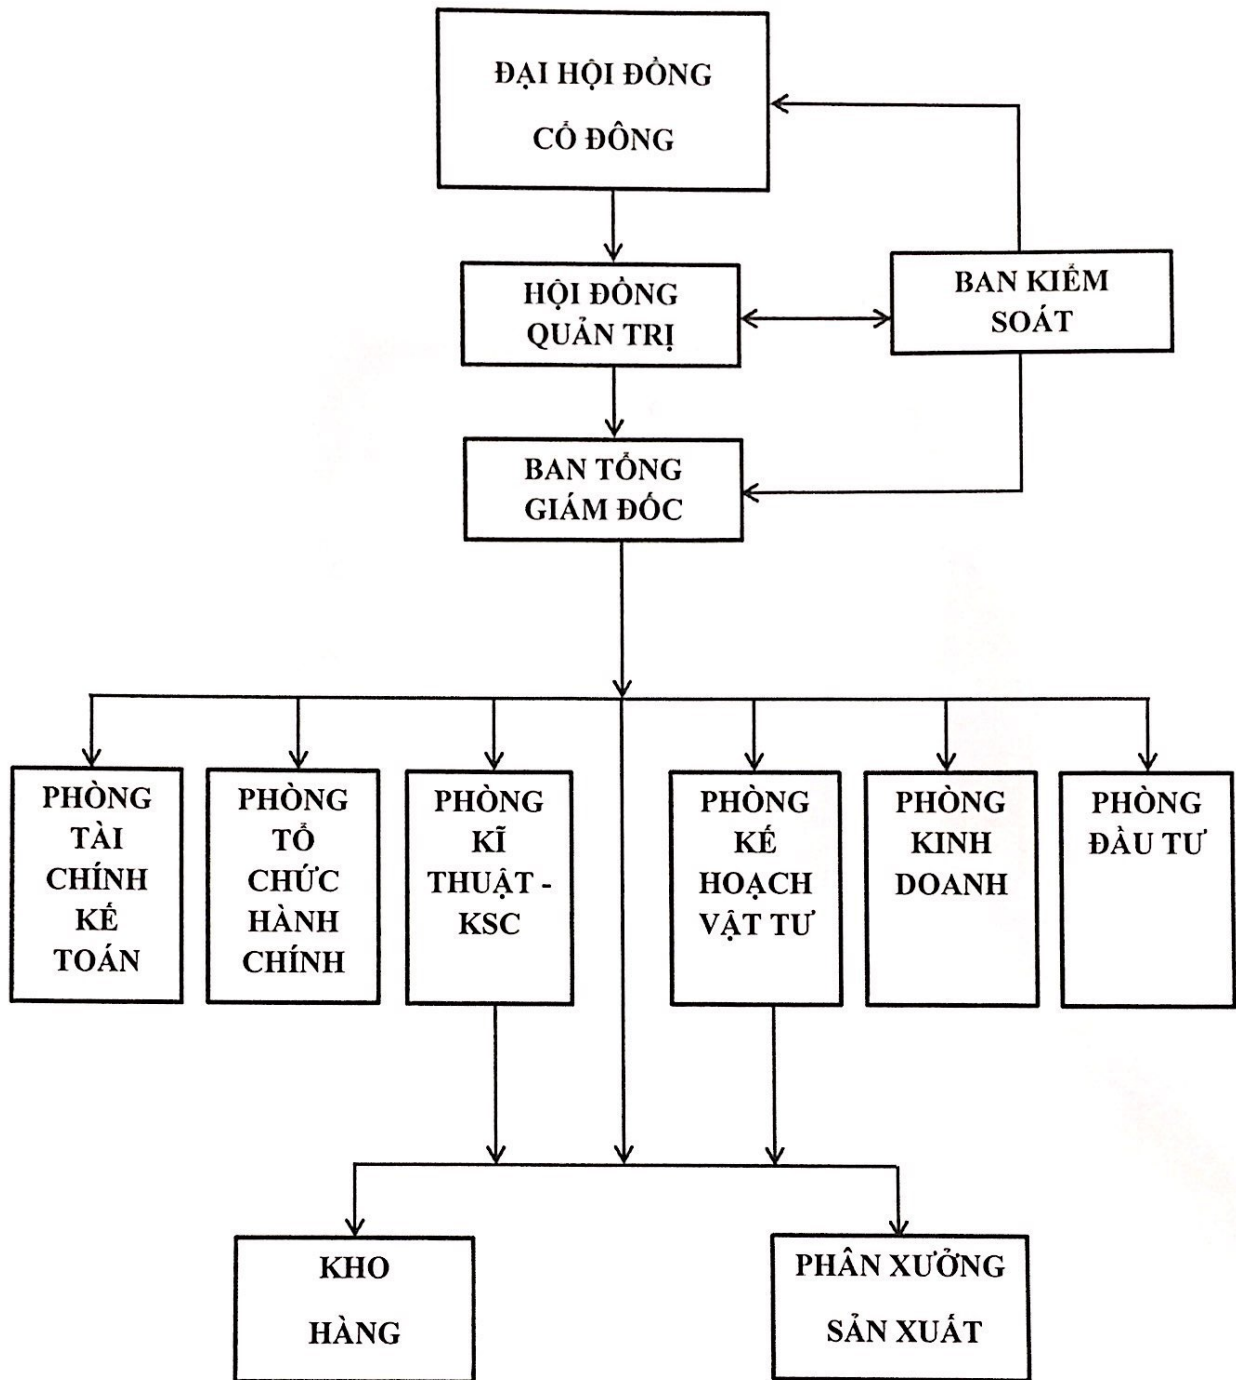 ĐẠI HỘI ĐỒNG
CỔ ĐÔNG
HỘI ĐỒNG
QUẢN TRỊ
BAN KIỂM
SOÁT
BAN TỔNG
GIÁM ĐỐC
PHÒNG
TÀI
CHÍNH
KẾ
TOÁN
PHÒNG
TỔ
CHỨC
HÀNH
CHÍNH
PHÒNG
KĨ
THUẬT -
KSC
PHÒNG
KẾ
HOẠCH
VẬT TƯ
PHÒNG
KINH
DOANH
PHÒNG
ĐẦU TƯ
KHO
HÀNG
PHÂN XƯỞNG
SẢN XUẤT